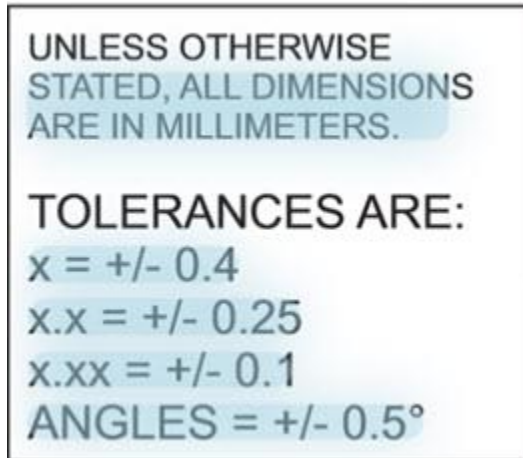 UNLESS OTHERWISE
STATED, ALL DIMENSIONS
ARE IN MILLIMETERS.
TOLERANCES ARE:
x = +/- 0.4
x.x = +/- 0.25
x.xx = +/- 0.1
ANGLES = +/- 0.5°